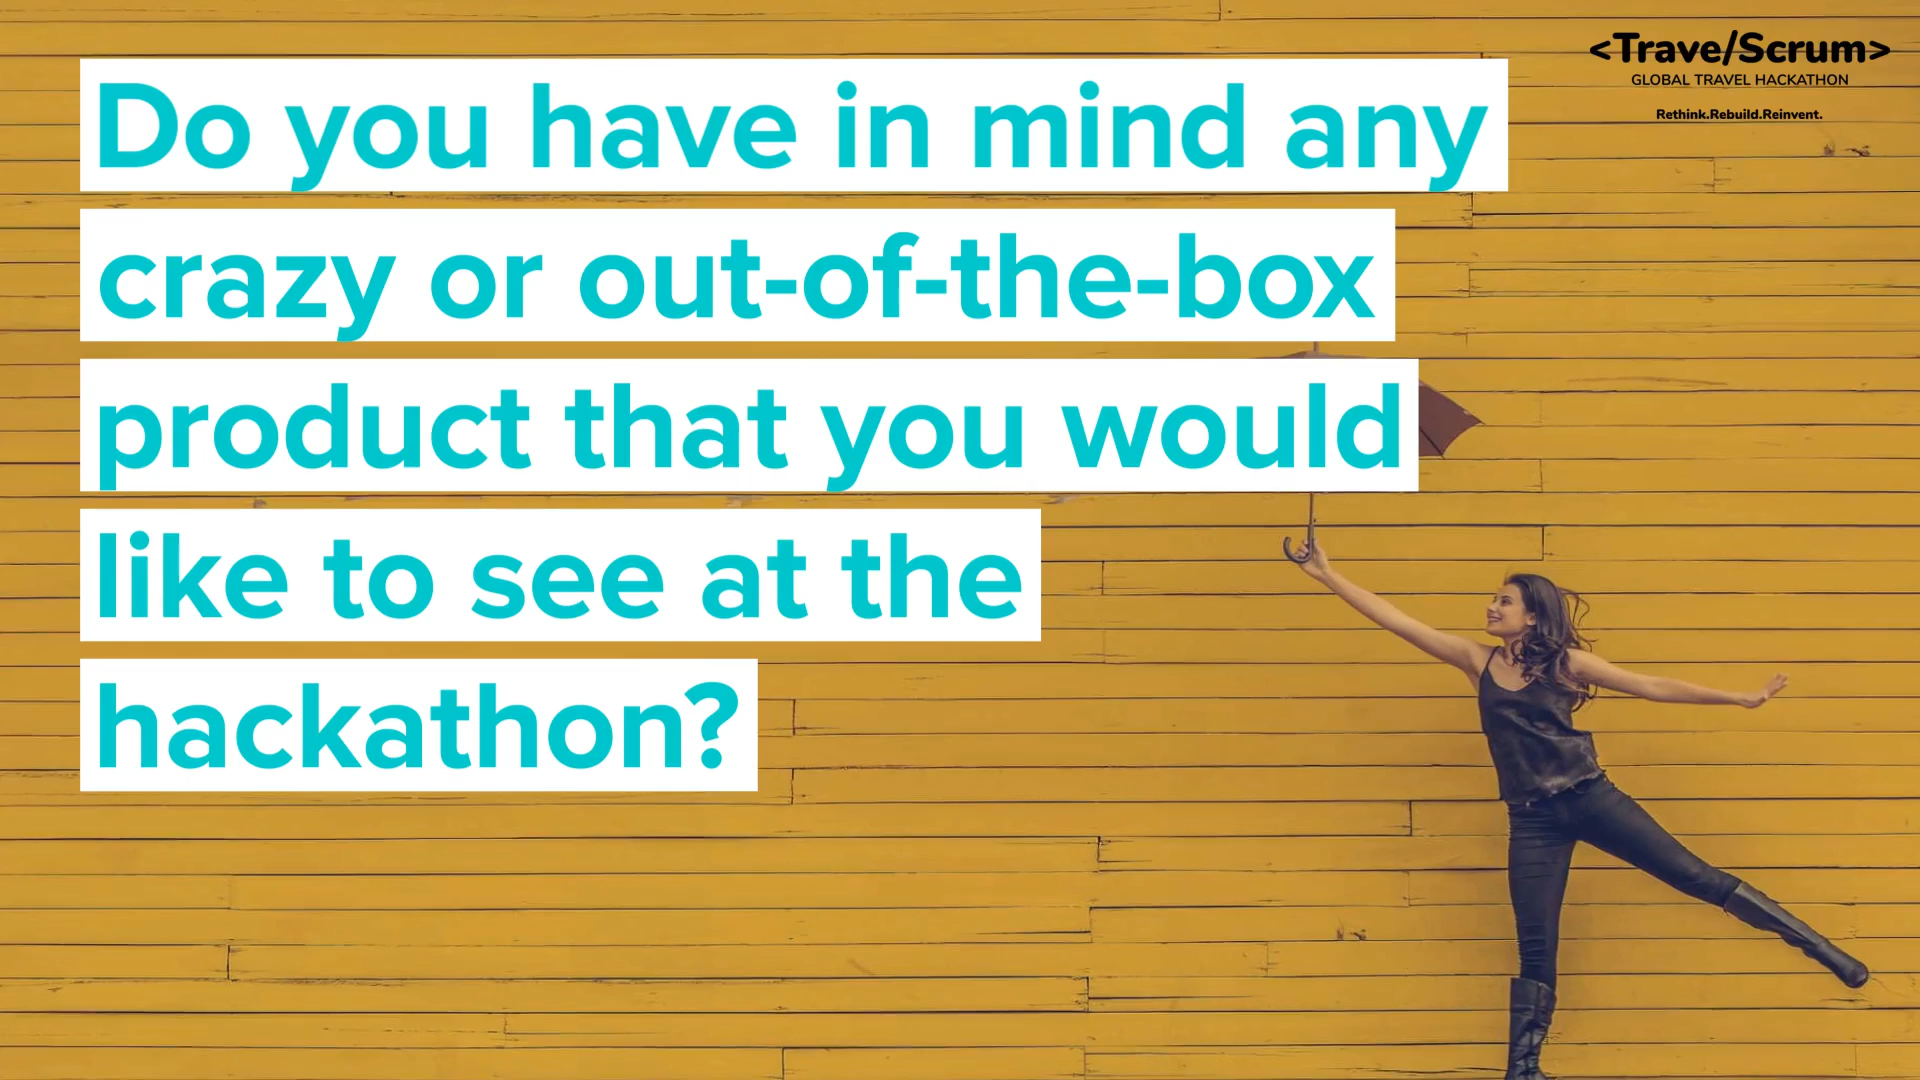 Do you have in mind any
crazy or out-of-the-box
product that you would
like to see at the
hackathon?
<Trave/Scrum>
GLOBAL TRAVEL HACKATHON
Rethink.Rebuild.Reinvent.